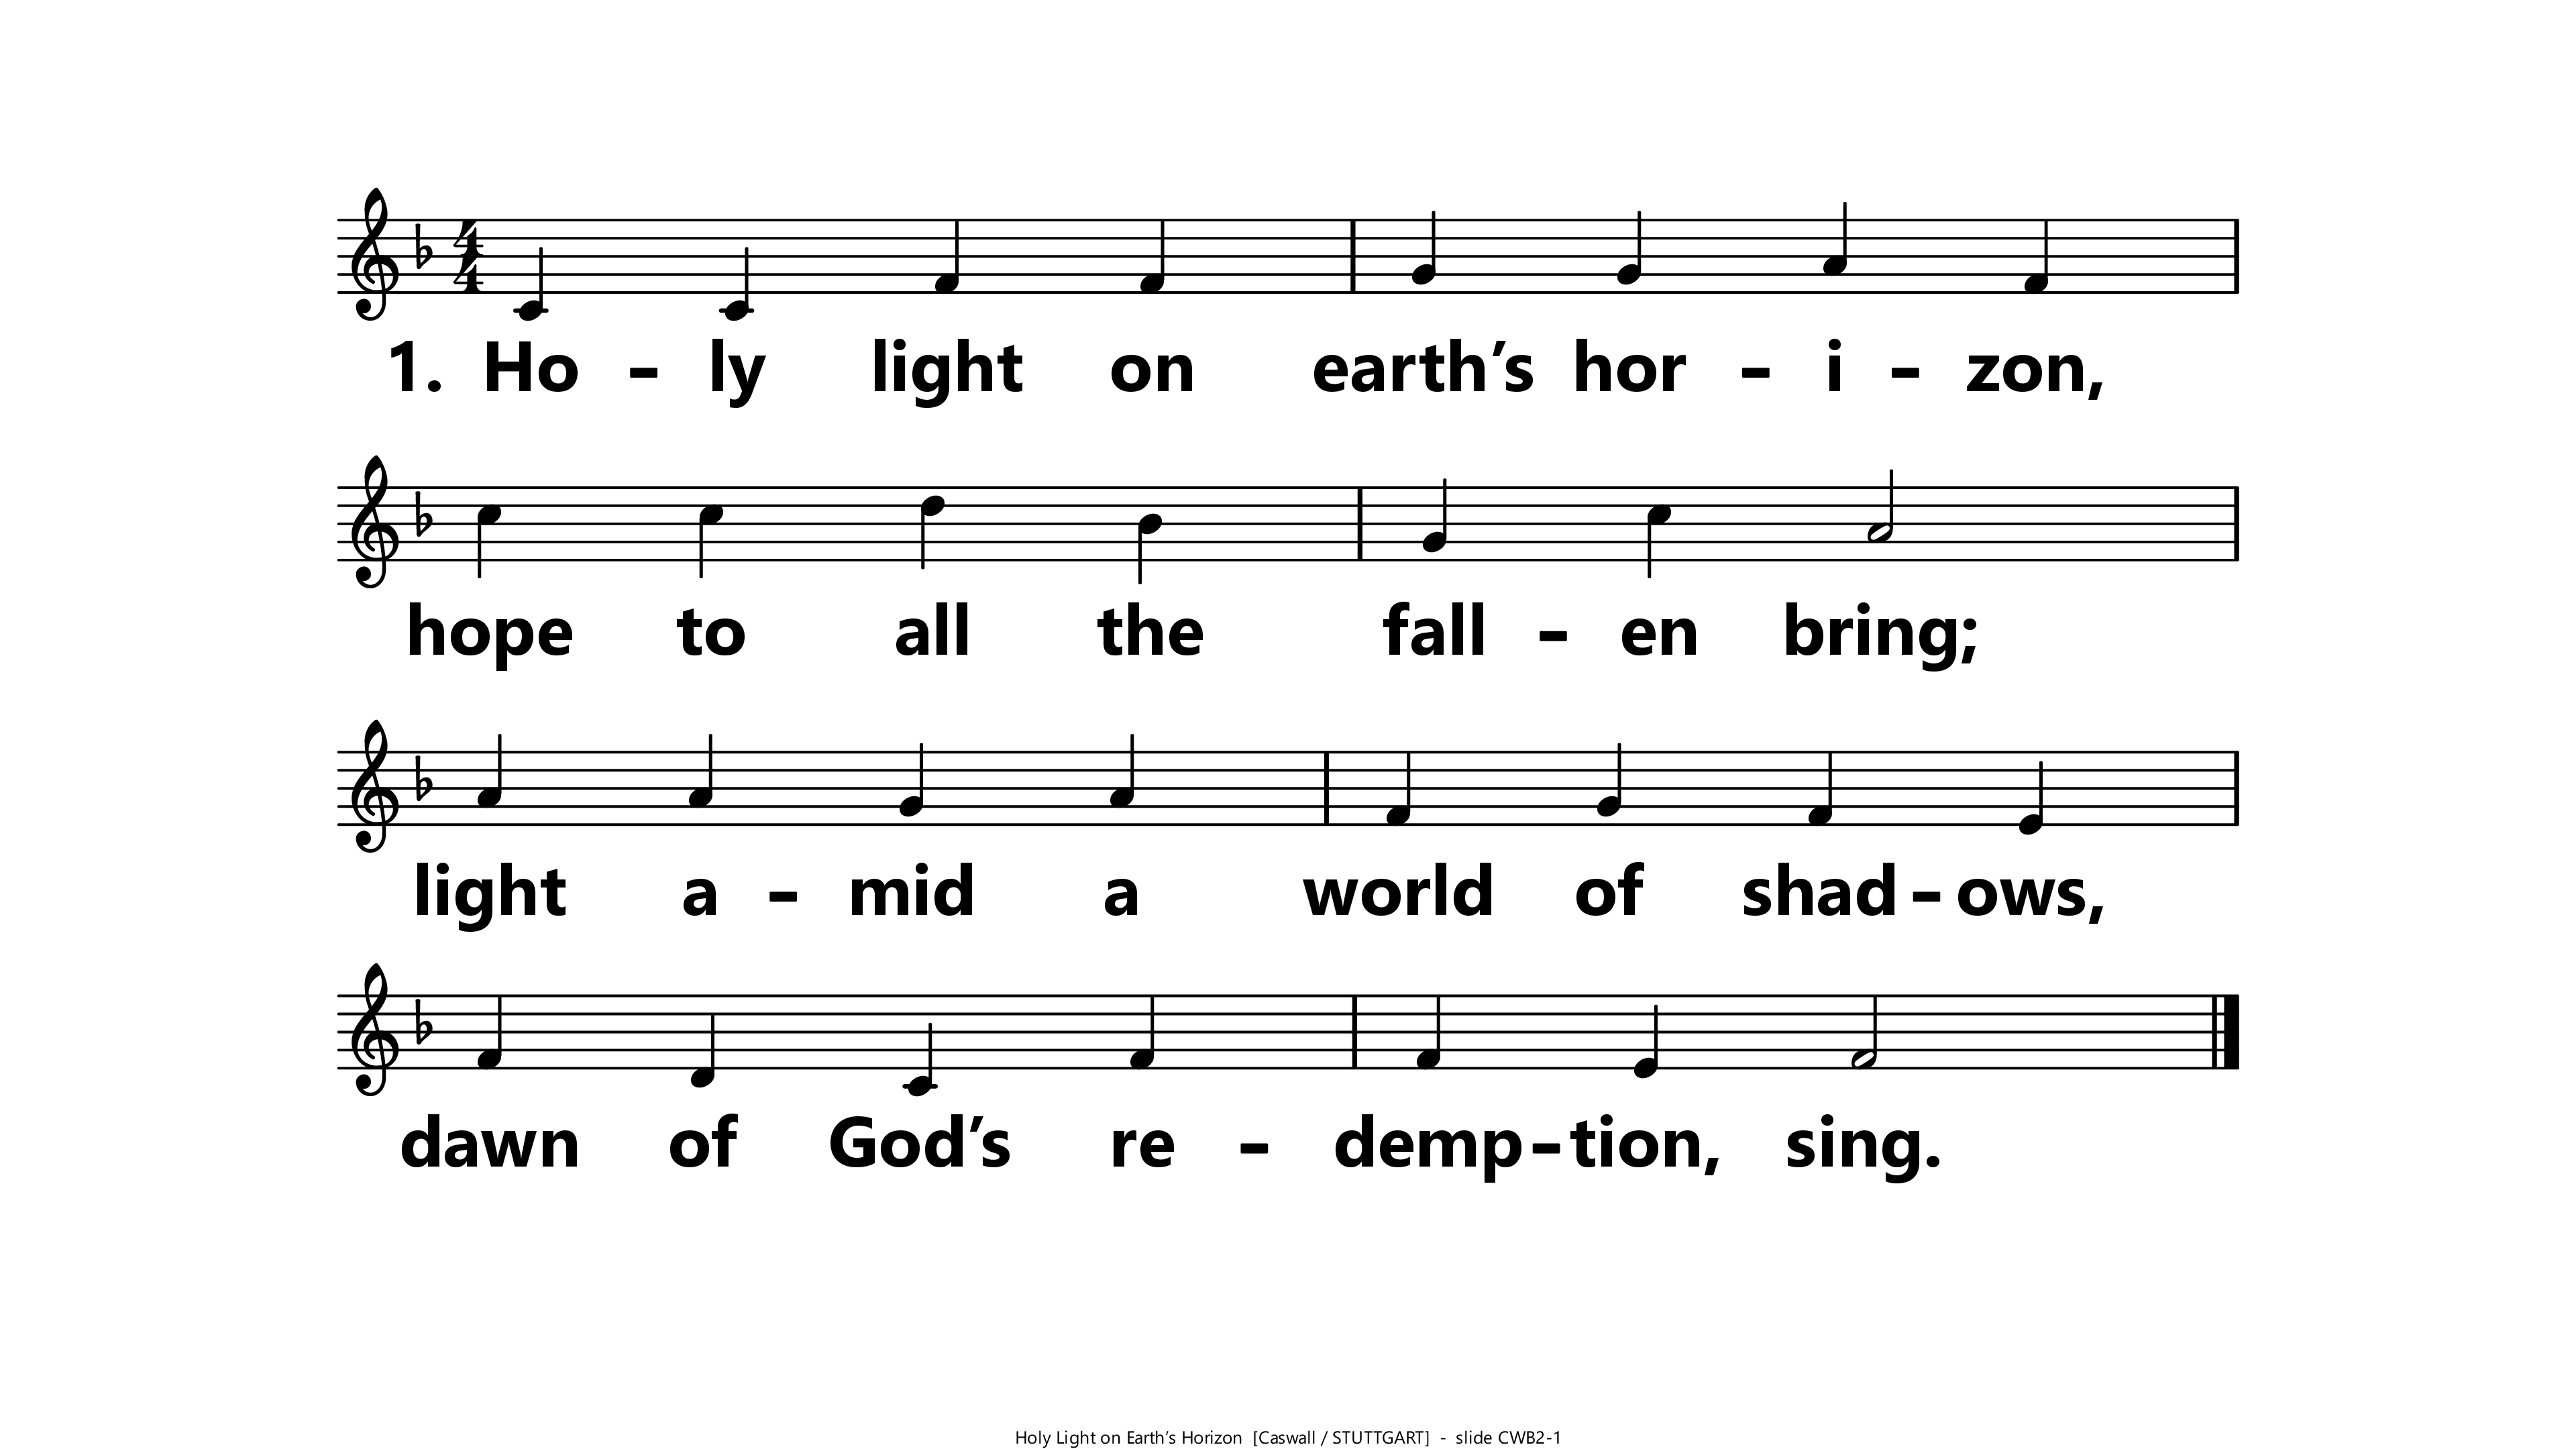 1. Ho - ly light on earth’s hor - i - zon,
hope to all the fall - en bring;
light a - mid a world of shad - ows,
dawn of God’s re - demp - tion, sing.
Holy Light on Earth’s Horizon [Caswall / STUTTGART] - slide CWB2-1